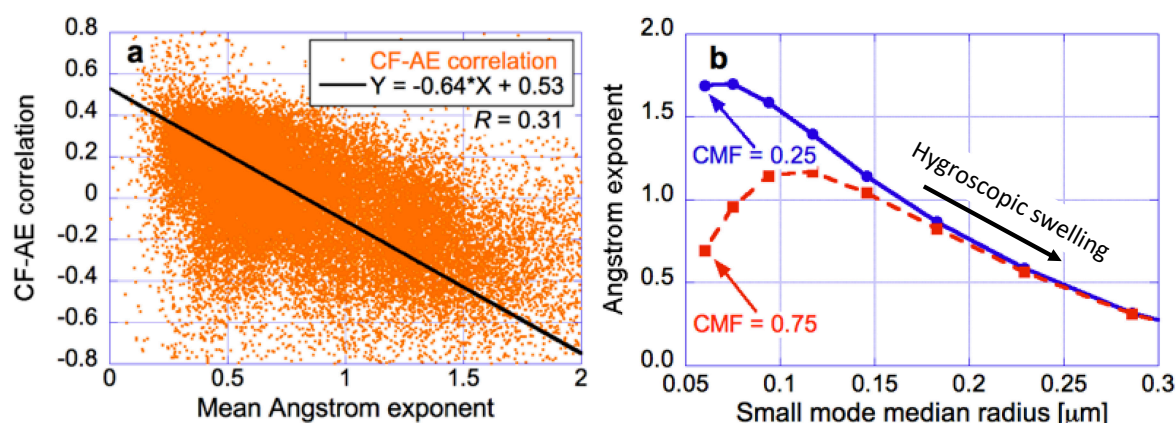 a
CF-AE correlation
Y = -0.64*X + 0.53
R = 0.31
0.8
0.6
0.4
0.2
0
-0.2
-0.4
-0.6
-0.8
CF-AE correlation
0
0.5
1
1.5
2
Mean Angstrom exponent
b
2.0
1.5
1.0
0.5
0.0
Angstrom exponent
CMF = 0.25
CMF = 0.75
Hygroscopic swelling
0.05
0.1
0.15
0.2
0.25
0.3
Small mode median radius [μm]